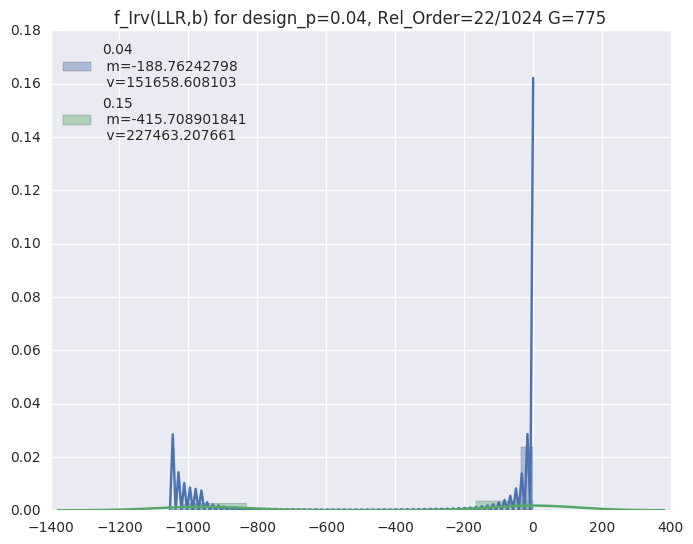 f_Irv(LLR,b) for design_p=0.04, Rel_Order=22/1024 G=775
0.18
0.16
0.14
0.12
0.10
0.08
0.06
0.04
0.02
0.00
0.04
m=-188.76242798
v=151658.608103
0.15
m=-415.708901841
v=227463.207661
−1400 −1200 −1000 −800 −600 −400 −200 0 200 400